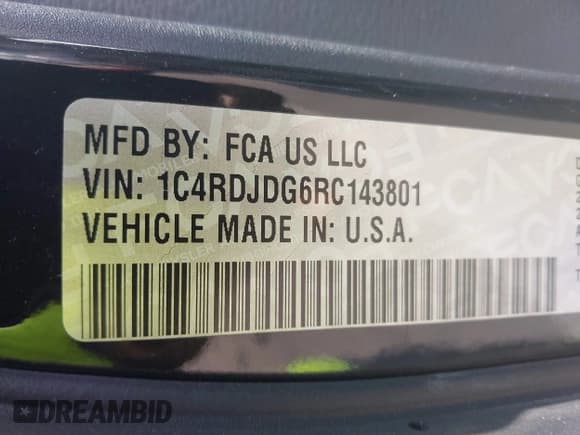 MFD BY: FCA US LLC
VIN: 1C4RDJDG6RC143801
VEHICLE MADE IN: U.S.A.
DREAMBID